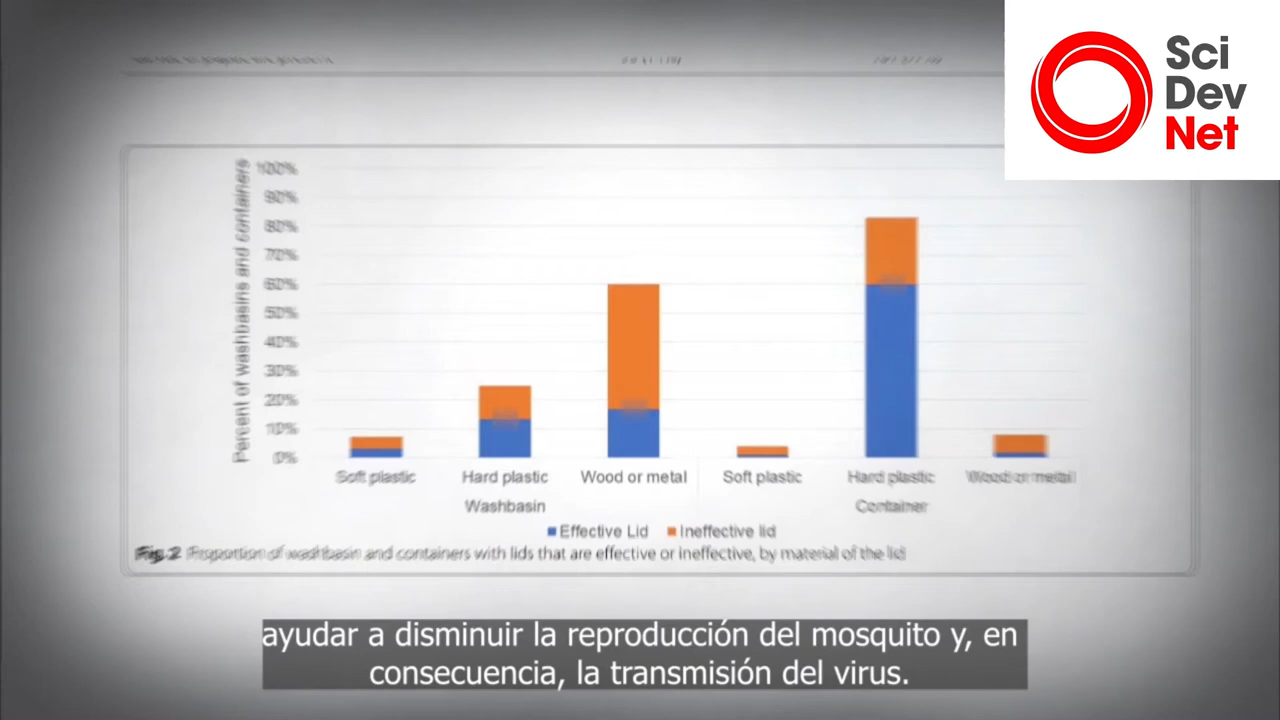 Sci
Dev
Net
Percent of washbasins and containers
100%
90%
80%
70%
60%
50%
40%
30%
20%
10%
0%
Soft plastic Hard plastic Wood or metal Soft plastic Hard plastic Wood or metal
Washbasin Container
Effective Lid Ineffective lid
Fig. 2 Proportion of washbasin and containers with lids that are effective or ineffective, by material of the lid
ayudar a disminuir la reproducción del mosquito y, en
consecuencia, la transmisión del virus.